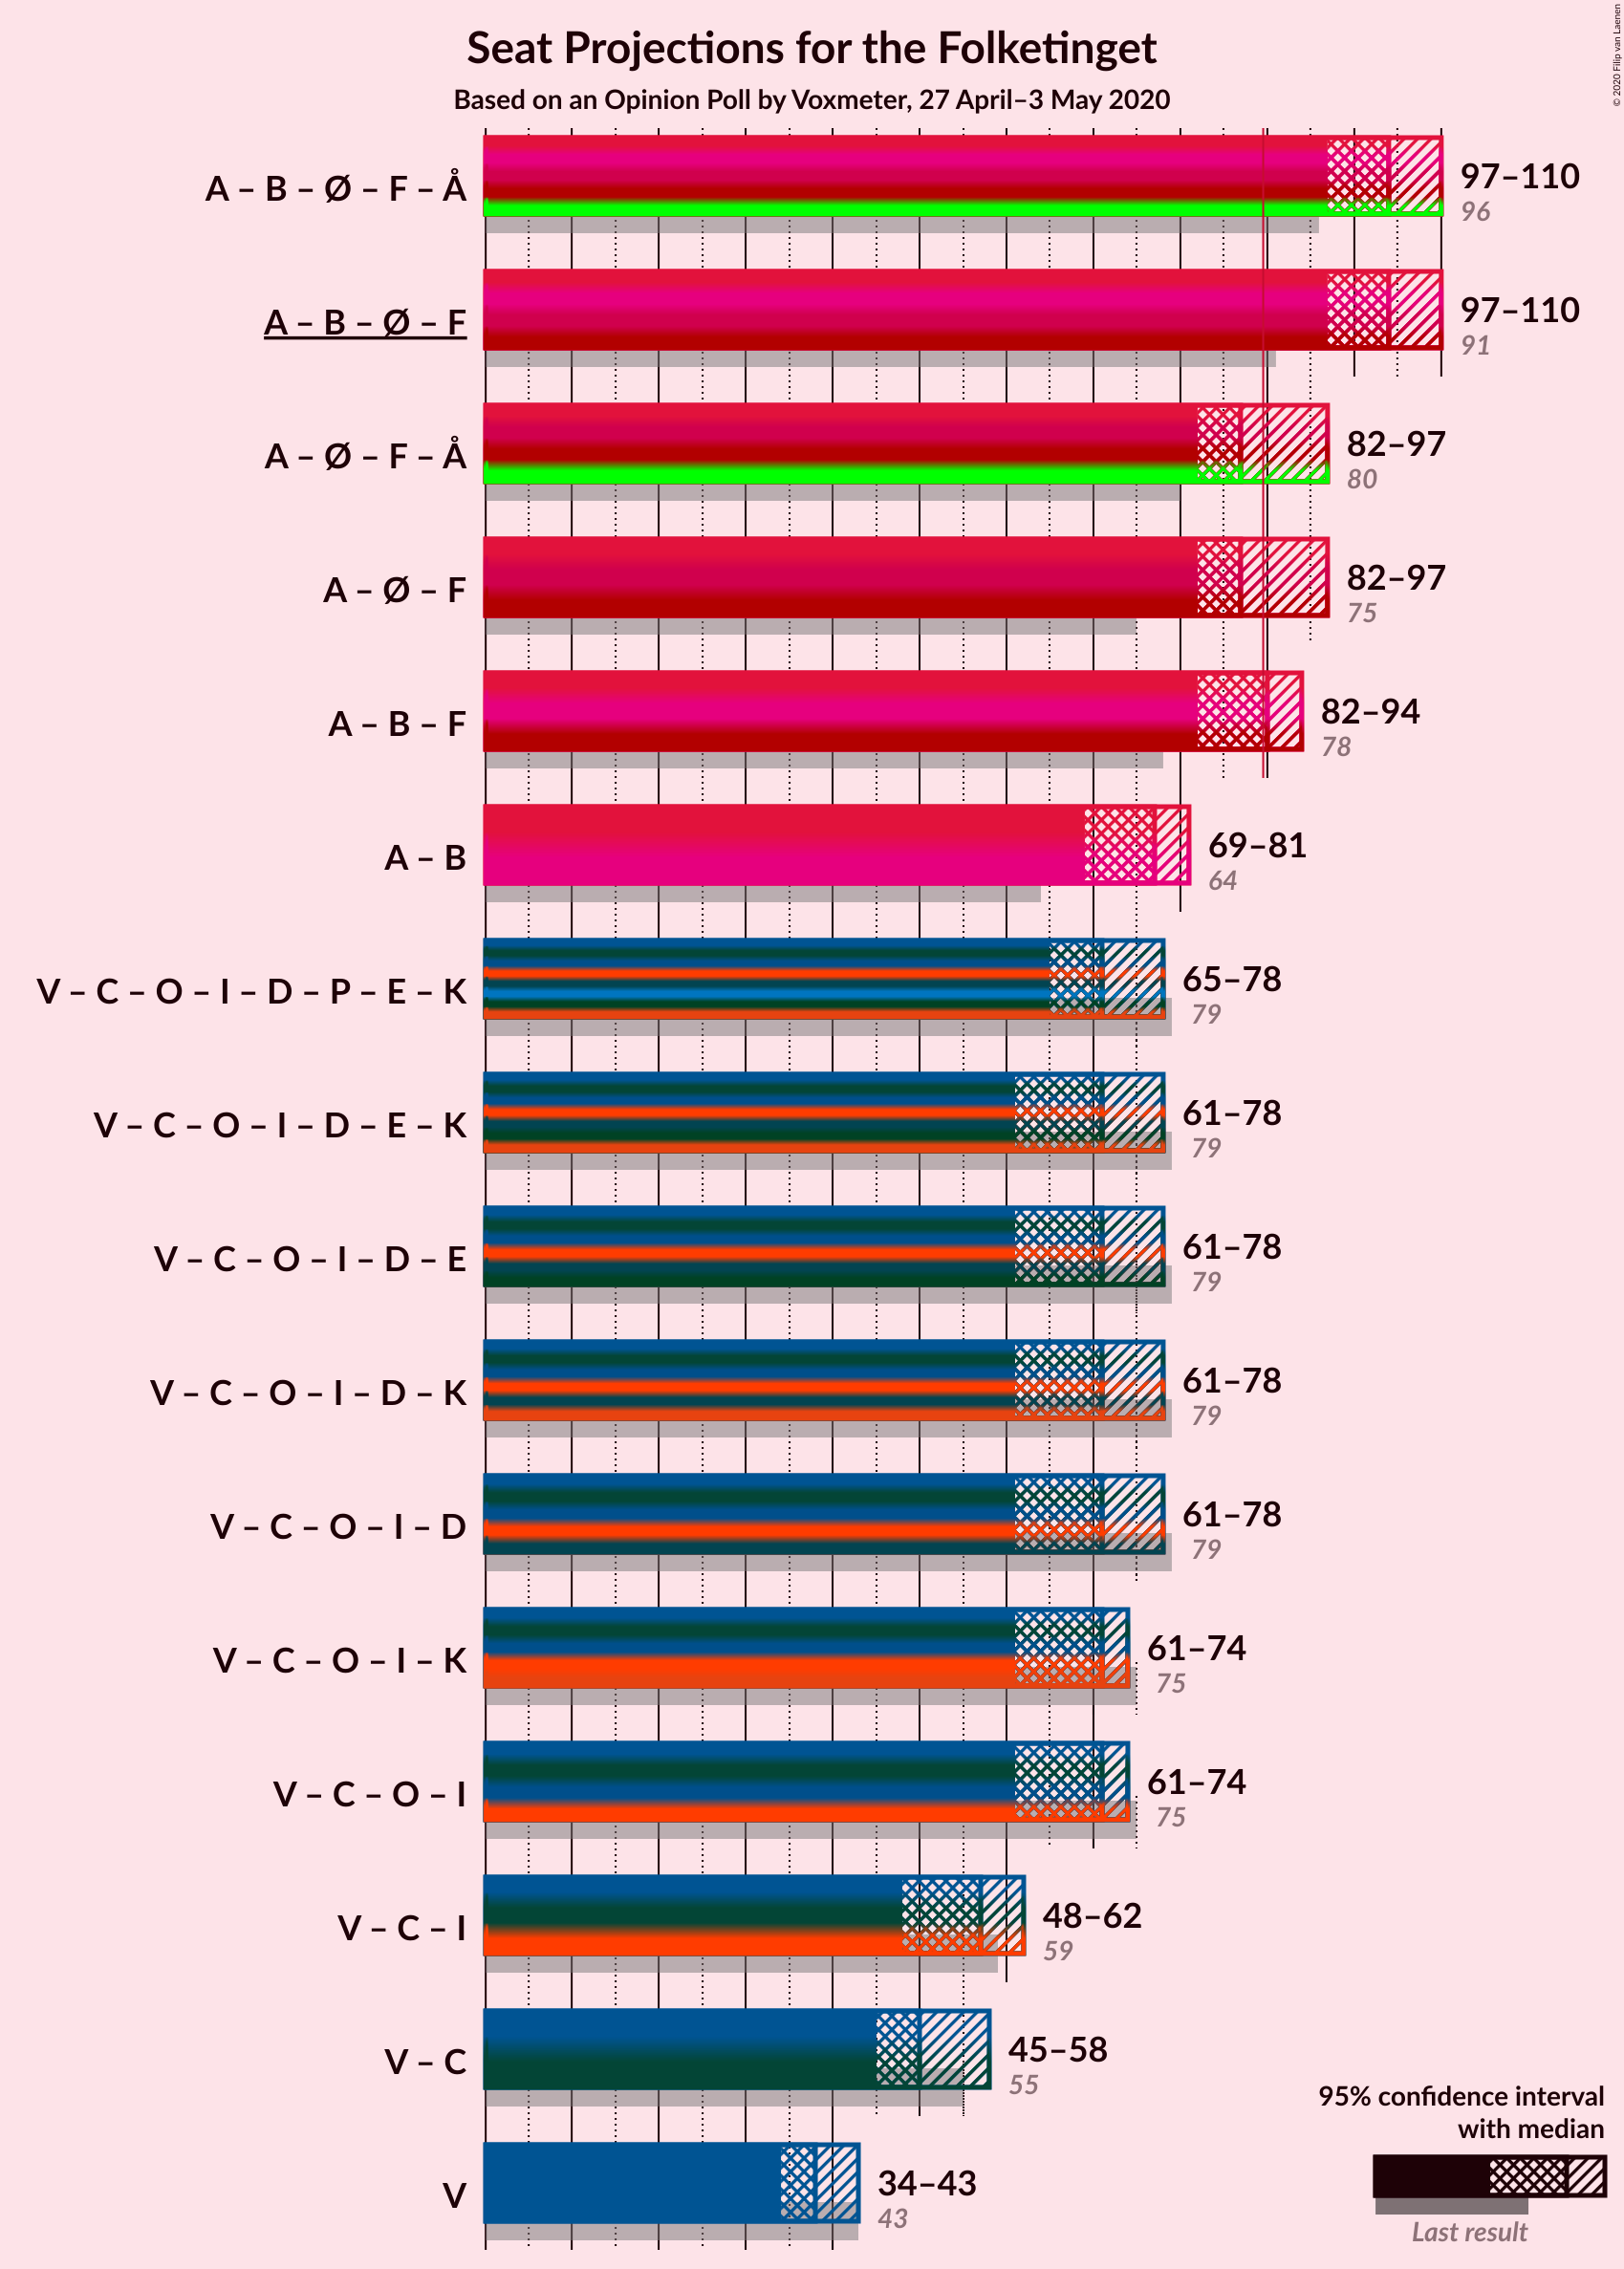 Seat Projections for the Folketinget
Based on an Opinion Poll by Voxmeter, 27 April–3 May 2020
© 2020 Filip van Laenen
A – B – Ø – F – Å
97–110
96
A – B – Ø – F
97–110
91
A – Ø – F – Å
82–97
80
A – Ø – F
82–97
75
A – B – F
82–94
78
A – B
69–81
64
V – C – O – I – D – P – E – K
65–78
79
V – C – O – I – D – E – K
61–78
79
V – C – O – I – D – E
61–78
79
V – C – O – I – D – K
61–78
79
V – C – O – I – D
61–78
79
V – C – O – I – K
61–74
75
V – C – O – I
61–74
75
V – C – I
48–62
59
V – C
45–58
55
V
34–43
43
95% confidence interval
with median
Last result